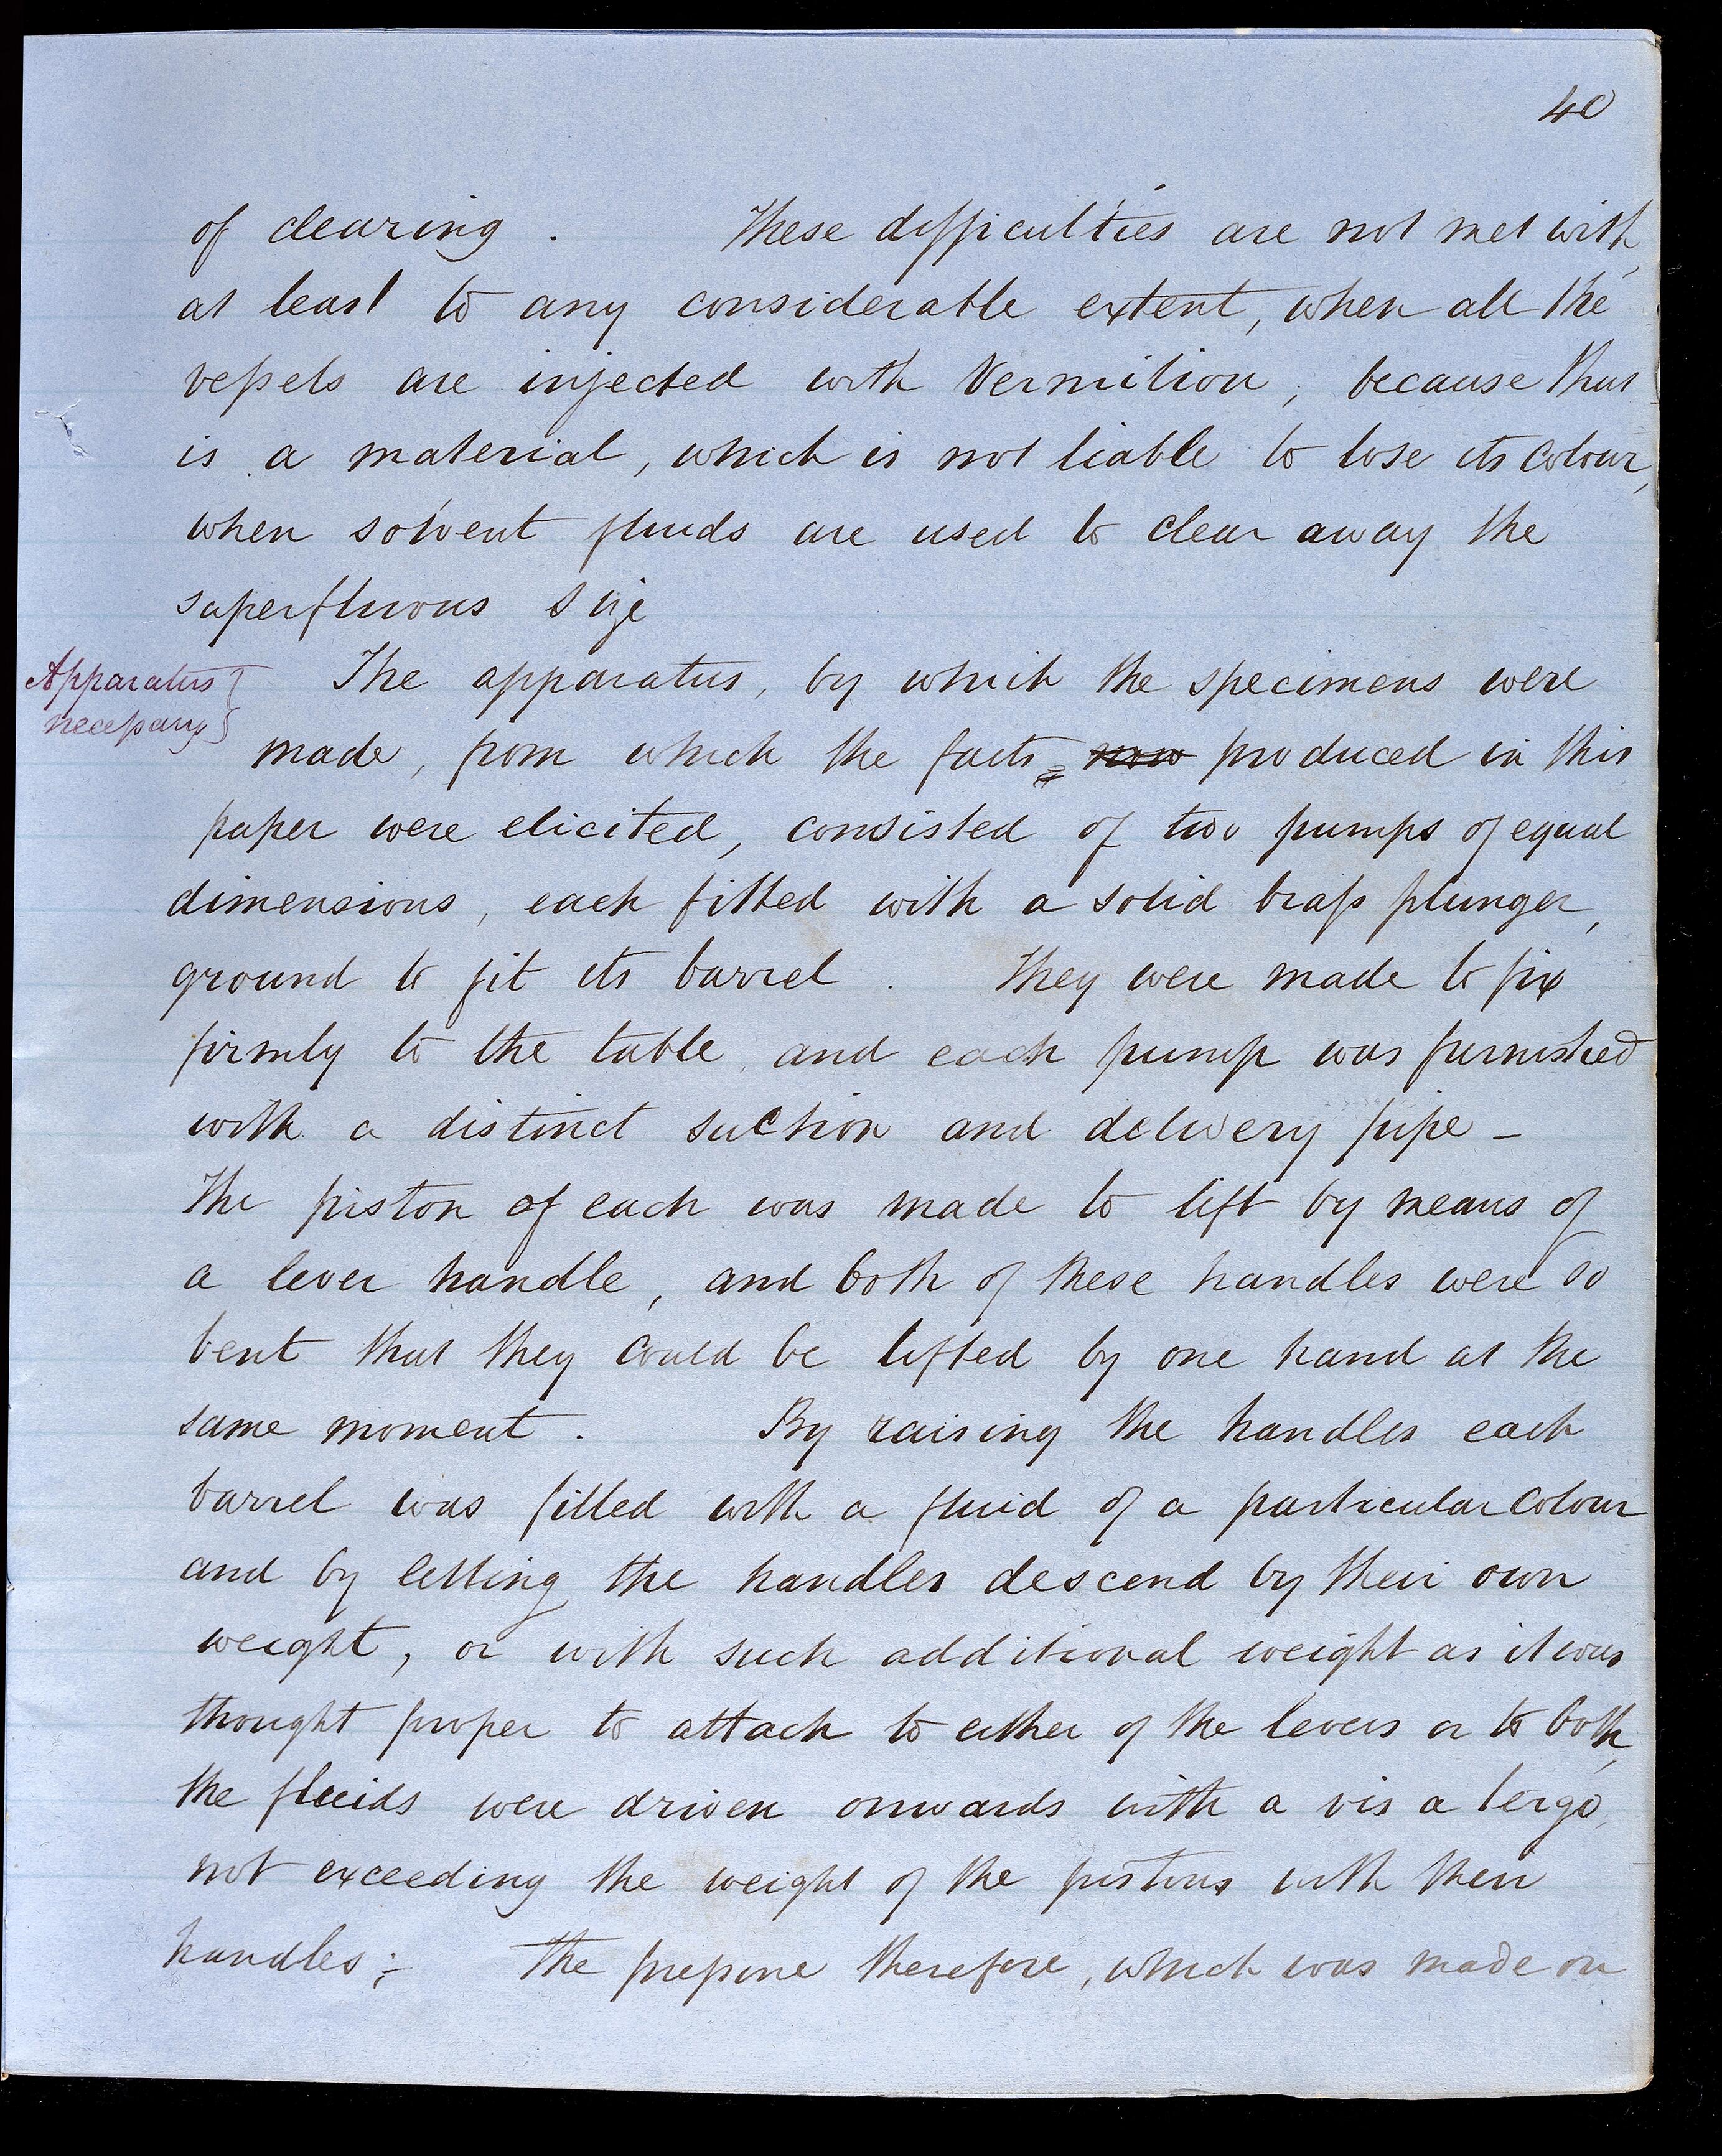 40
of clearing . These difficulties are not met with,
at least to any considerable extent, when all the
vessels are injected with Vermilion, because that
is a material, which is not liable to lose its colour,
when solvent fluids are used to clear away the
superfluous size
Apparatus
necessary
The apparatus, by which the specimens were
made, from which the facts now produced in this
paper were elicited, consisted of two pumps of equal
dimensions, each fitted with a solid brass plunger,
ground to fit its barrel . They were made to fix
firmly to the table, and each pump was furnished
with a distinct suction and delivery pipe –
The piston of each was made to lift by means of
a lever handle, and both of these handles were so
bent that they could be lifted by one hand at the
same moment . By raising the handles each
barrel was filled with a fluid of a particular colour
and by letting the handles descend by their own
weight, or with such additional weight as it was
thought proper to attach to either of the levers or to both,
the fluids were driven onwards with a vis a tergo,
not exceeding the weight of the pistons with their
handles; The pressure therefore, which was made on